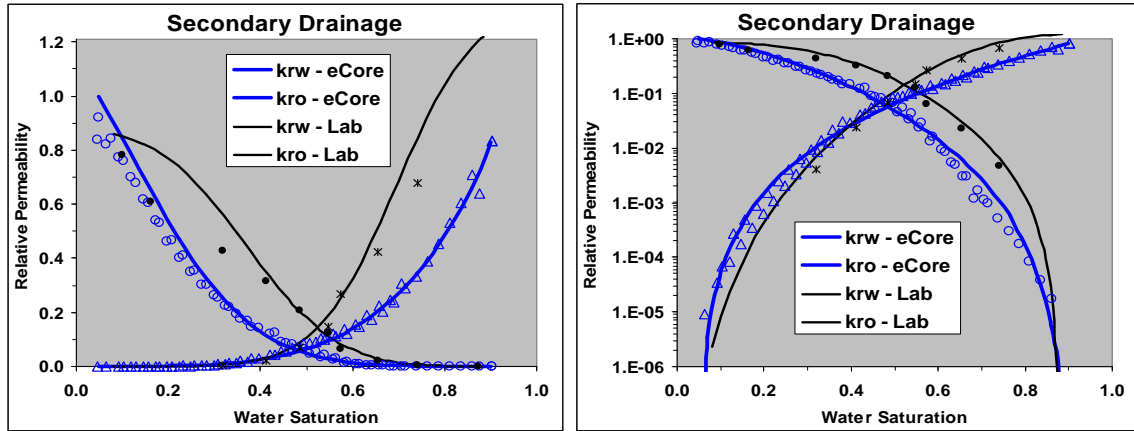 Secondary Drainage
1.2
1.0
0.8
0.6
0.4
0.2
0.0
Relative Permeability
krw - eCore
kro - eCore
krw - Lab
kro - Lab
0.0 0.2 0.4 0.6 0.8 1.0
Water Saturation
Secondary Drainage
1.E+00
1.E-01
1.E-02
1.E-03
1.E-04
1.E-05
1.E-06
Relative Permeability
krw - eCore
kro - eCore
krw - Lab
kro - Lab
0.0 0.2 0.4 0.6 0.8 1.0
Water Saturation